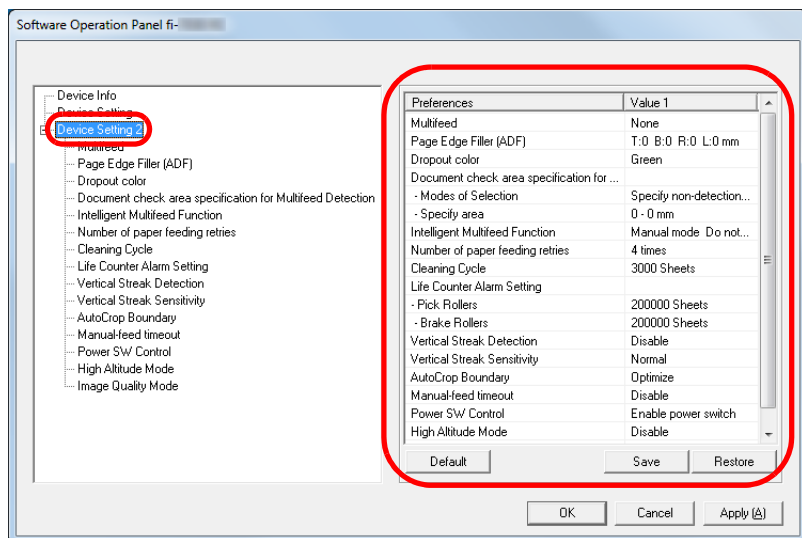 Software Operation Panel fi-
Device Info
Device Setting
Device Setting 2
Multifeed
Page Edge Filler (ADF)
Dropout color
Document check area specification for Multifeed Detection
Intelligent Multifeed Function
Number of paper feeding retries
Cleaning Cycle
Life Counter Alarm Setting
Vertical Streak Detection
Vertical Streak Sensitivity
AutoCrop Boundary
Manual-feed timeout
Power SW Control
High Altitude Mode
Image Quality Mode
Preferences Value 1
Multifeed None
Page Edge Filler (ADF) T:0 B:0 R:0 L:0 mm
Dropout color Green
Document check area specification for ...
- Modes of Selection Specify non-detection...
- Specify area 0 - 0 mm
Intelligent Multifeed Function Manual mode Do not...
Number of paper feeding retries 4 times
Cleaning Cycle 3000 Sheets
Life Counter Alarm Setting
- Pick Rollers 200000 Sheets
- Brake Rollers 200000 Sheets
Vertical Streak Detection Disable
Vertical Streak Sensitivity Normal
AutoCrop Boundary Optimize
Manual-feed timeout Disable
Power SW Control Enable power switch
High Altitude Mode Disable
Default Save Restore
OK Cancel Apply (A)